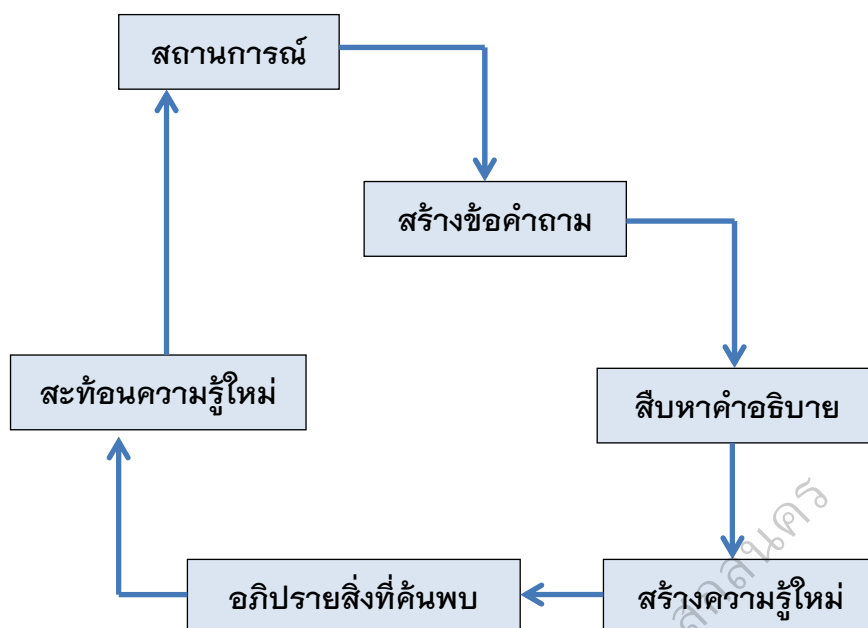 สถานการณ์
สร้างข้อคำถาม
สืบหาคำอธิบาย
สร้างความรู้ใหม่
อภิปรายสิ่งที่ค้นพบ
สะท้อนความรู้ใหม่